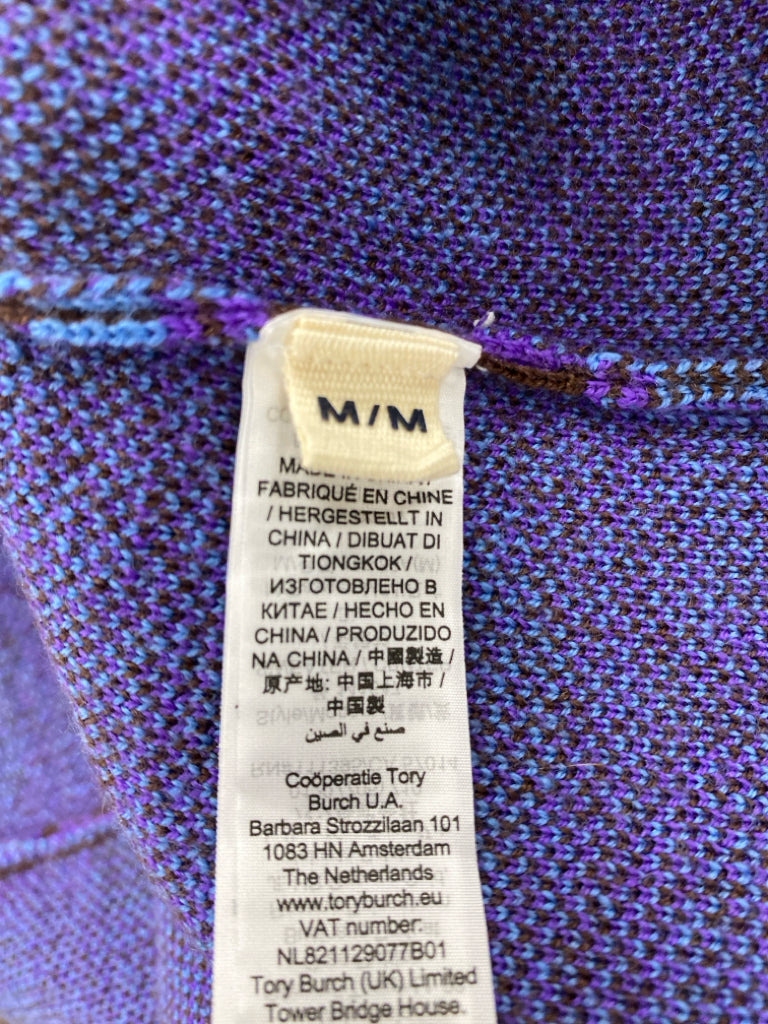 M/M
MADE IN CHINA /
FABRIQUÉ EN CHINE
/ HERGESTELLT IN
CHINA / DIBUAT DI
TIONGKOK /
ИЗГОТОВЛЕНО В
КИТАЕ / HECHO EN
CHINA / PRODUZIDO
NA CHINA / 中國製造 /
原产地: 中国上海市 /
中国製
صنع في الصين
Coöperatie Tory
Burch U.A.
Barbara Strozzilaan 101
1083 HN Amsterdam
The Netherlands
www.toryburch.eu
VAT number:
NL821129077B01
Tory Burch (UK) Limited
Tower Bridge House.